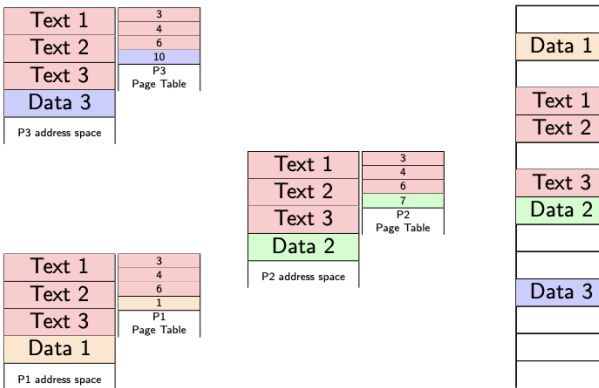 Text 1
Text 2
Text 3
Data 3
P3 address space
3
4
6
10
P3
Page Table
Text 1
Text 2
Text 3
Data 2
P2 address space
3
4
6
7
P2
Page Table
Text 1
Text 2
Text 3
Data 1
P1 address space
3
4
6
1
P1
Page Table
Data 1
Text 1
Text 2
Text 3
Data 2
Data 3